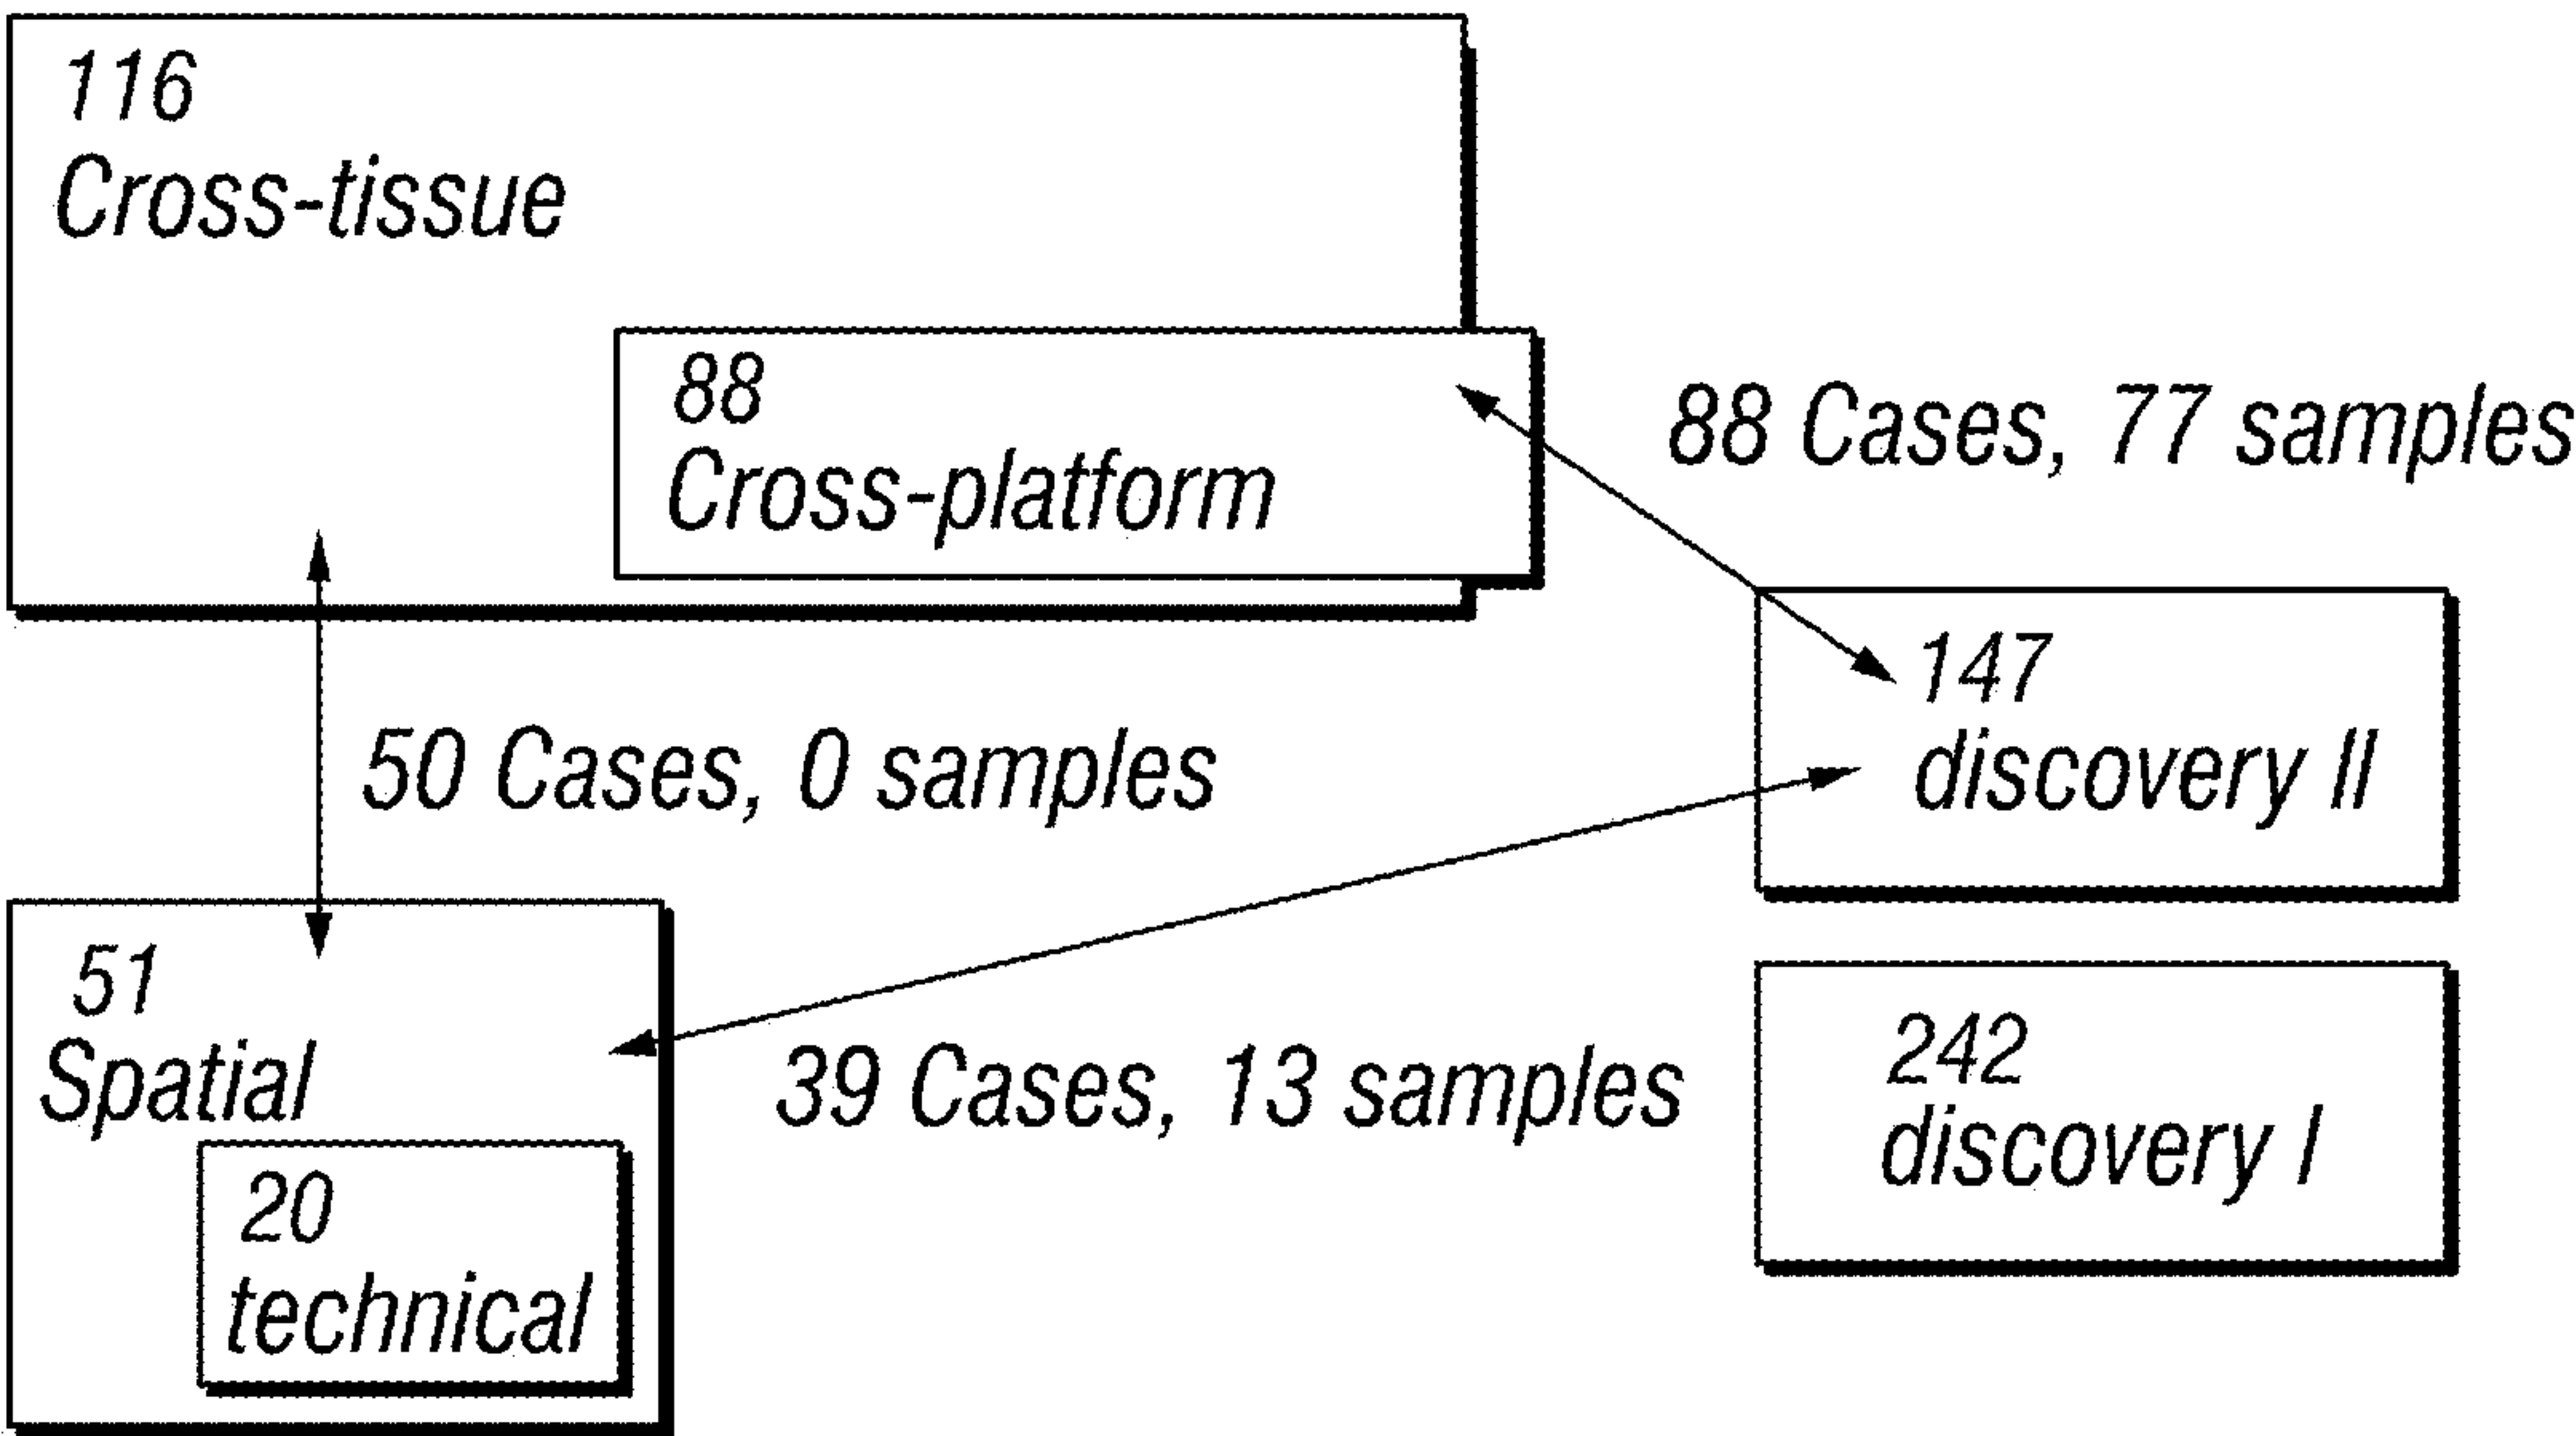 116
Cross-tissue
88
Cross-platform
88 Cases, 77 samples
147
discovery II
50 Cases, 0 samples
51
Spatial
39 Cases, 13 samples
242
discovery I
20
technical